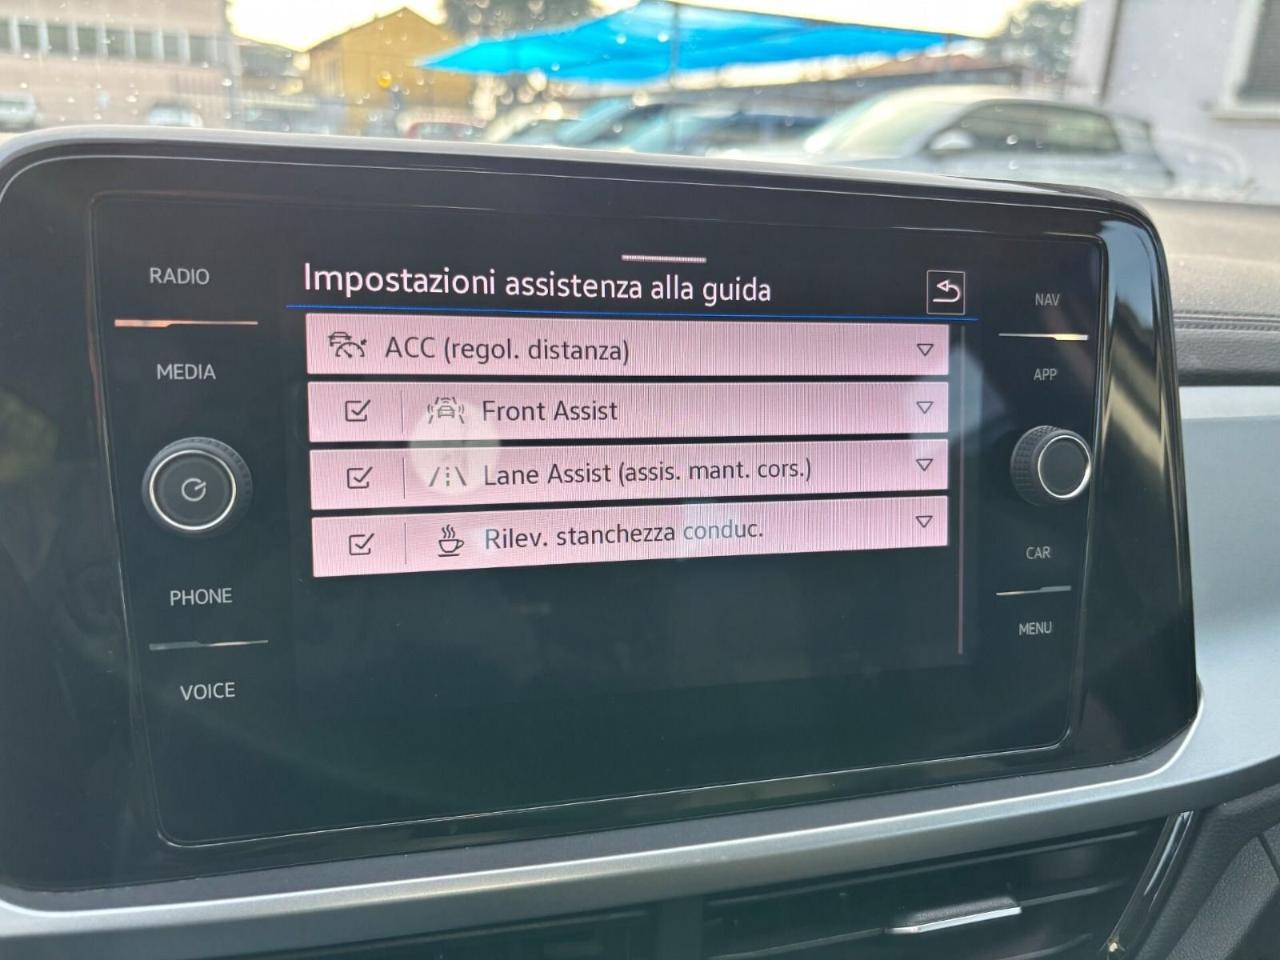 Impostazioni assistenza alla guida
ACC (regol. distanza)
Front Assist
Lane Assist (assis. mant. cors.)
Rilev. stanchezza conduc.
RADIO
MEDIA
PHONE
VOICE
NAV
APP
CAR
MENU